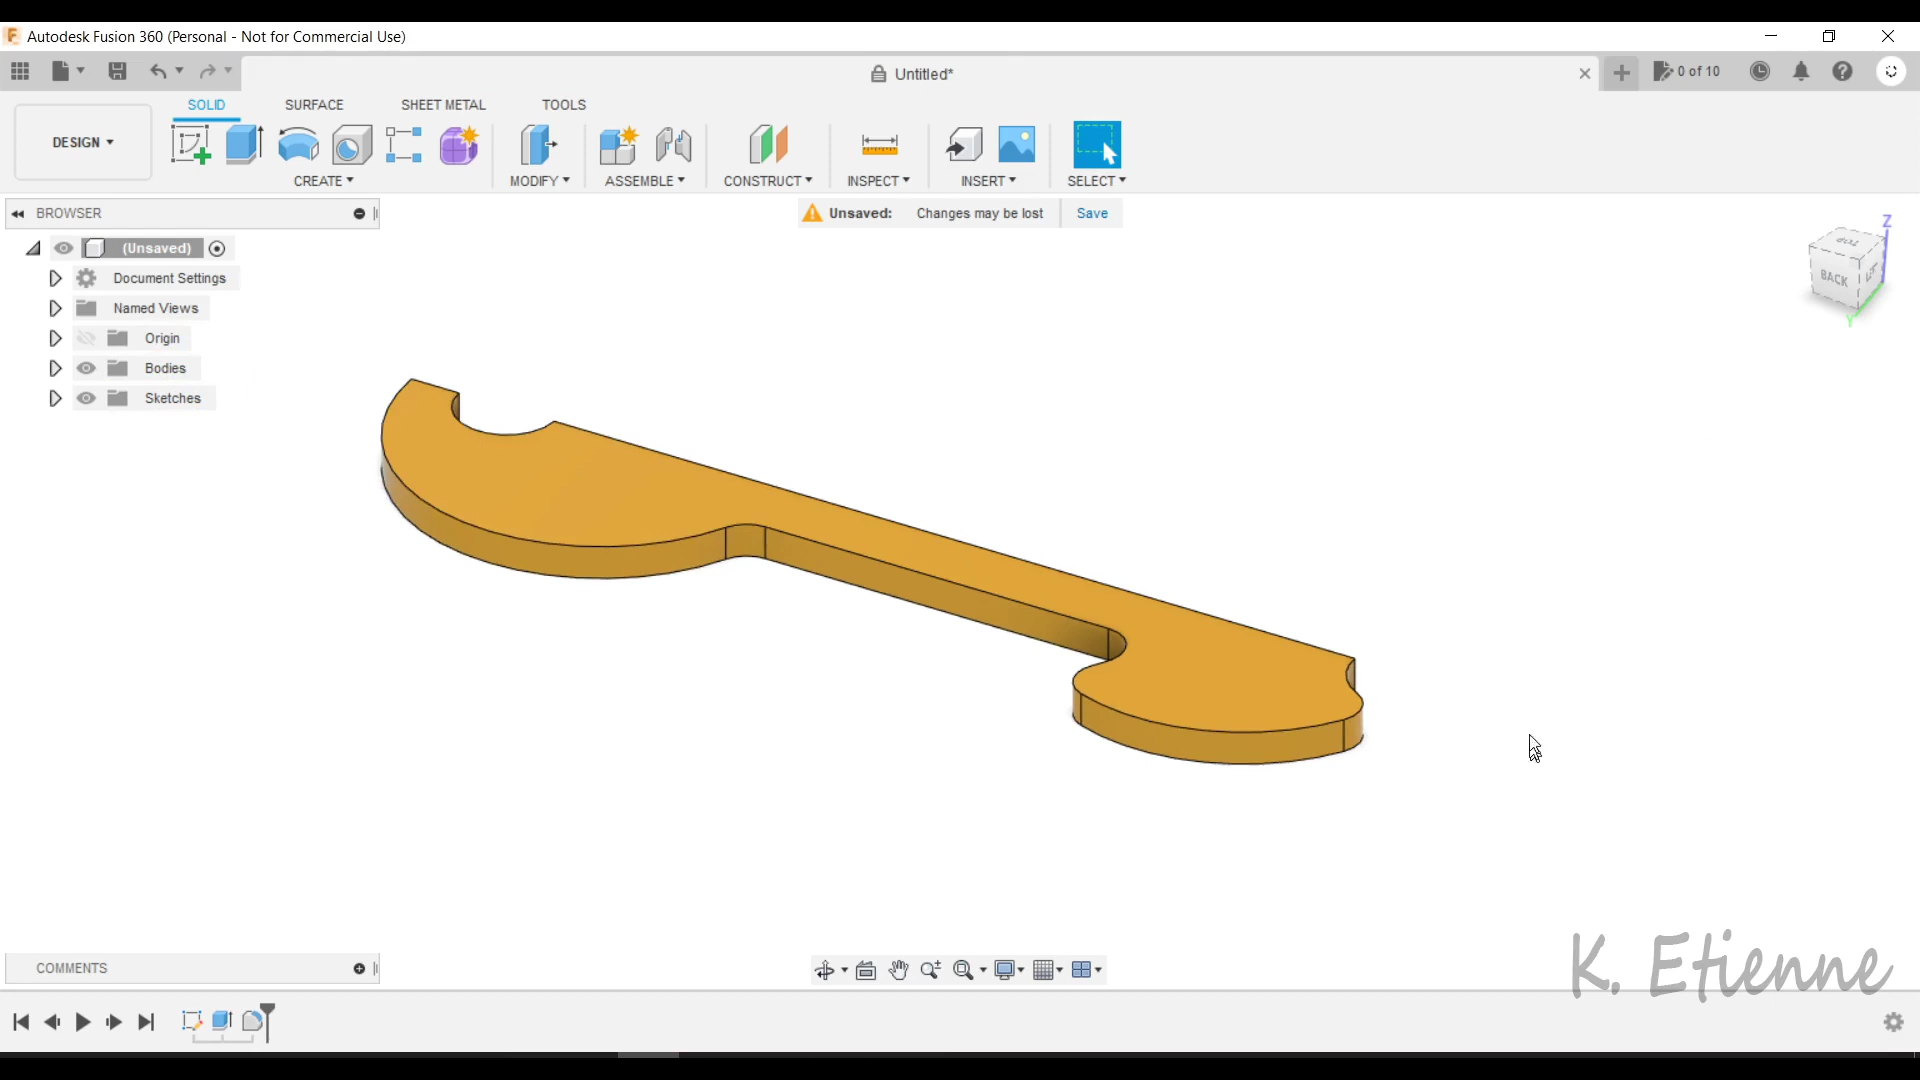 Autodesk Fusion 360 (Personal - Not for Commercial Use)
Untitled*
0 of 10
SOLID SURFACE SHEET METAL TOOLS
DESIGN
CREATE MODIFY ASSEMBLE CONSTRUCT INSPECT INSERT SELECT
BROWSER
Unsaved: Changes may be lost Save
(Unsaved)
Document Settings
Named Views
Origin
Bodies
Sketches
Z
TOP
BACK
LEFT
Y
COMMENTS
K. Etienne